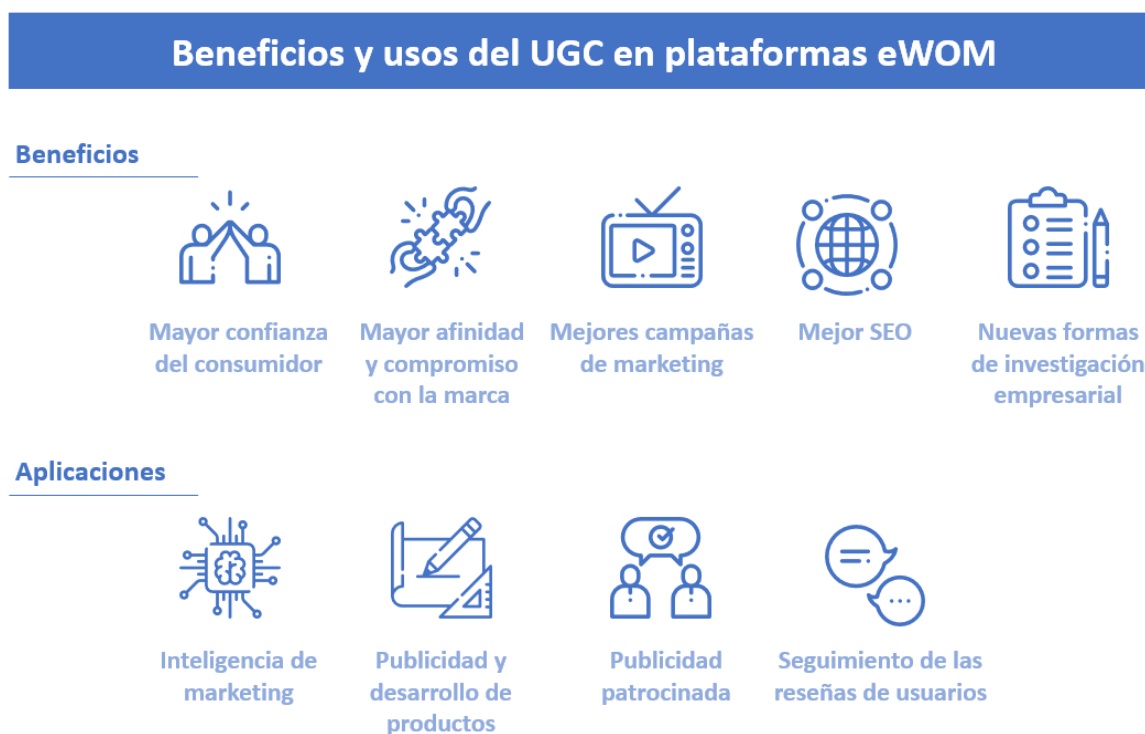 Beneficios y usos del UGC en plataformas eWOM
Beneficios
Mayor confianza
del consumidor
Mayor afinidad
y compromiso
con la marca
Mejores campañas
de marketing
Mejor SEO
Nuevas formas
de investigación
empresarial
Aplicaciones
Inteligencia de
marketing
Publicidad y
desarrollo de
productos
Publicidad
patrocinada
Seguimiento de las
reseñas de usuarios